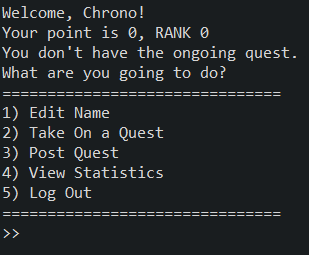 Welcome, Chrono!
Your point is 0, RANK 0
You don't have the ongoing quest.
What are you going to do?
===============================
1) Edit Name
2) Take On a Quest
3) Post Quest
4) View Statistics
5) Log Out
===============================
>>